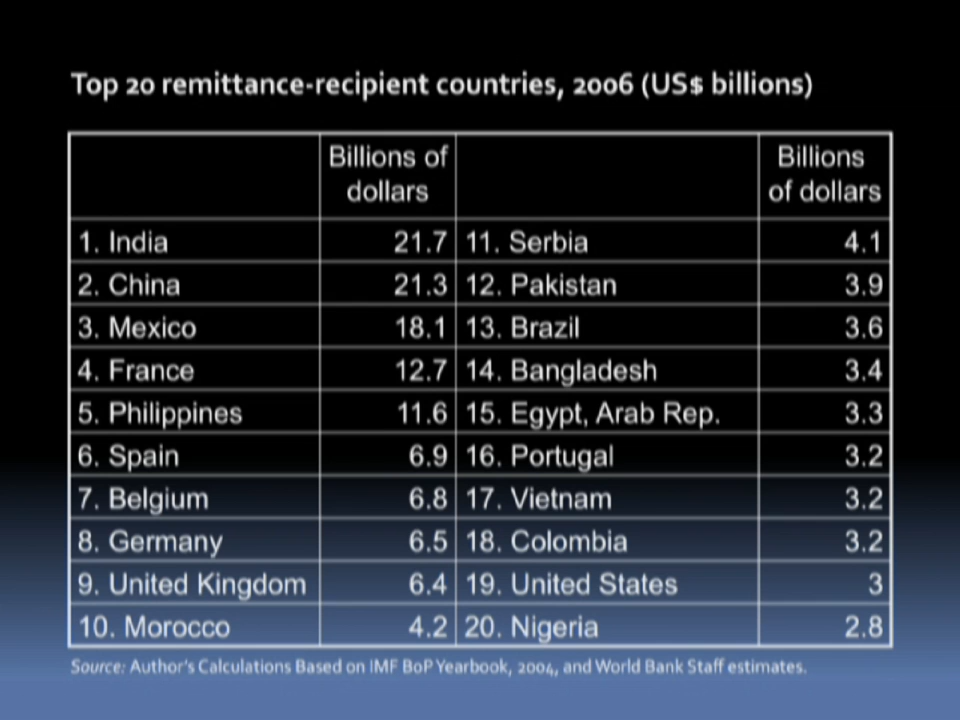 Top 20 remittance-recipient countries, 2006 (US$ billions)
Billions of dollars Billions of dollars
1. India 21.7 11. Serbia 4.1
2. China 21.3 12. Pakistan 3.9
3. Mexico 18.1 13. Brazil 3.6
4. France 12.7 14. Bangladesh 3.4
5. Philippines 11.6 15. Egypt, Arab Rep. 3.3
6. Spain 6.9 16. Portugal 3.2
7. Belgium 6.8 17. Vietnam 3.2
8. Germany 6.5 18. Colombia 3.2
9. United Kingdom 6.4 19. United States 3
10. Morocco 4.2 20. Nigeria 2.8
Source: Author's Calculations Based on IMF BoP Yearbook, 2004, and World Bank Staff estimates.